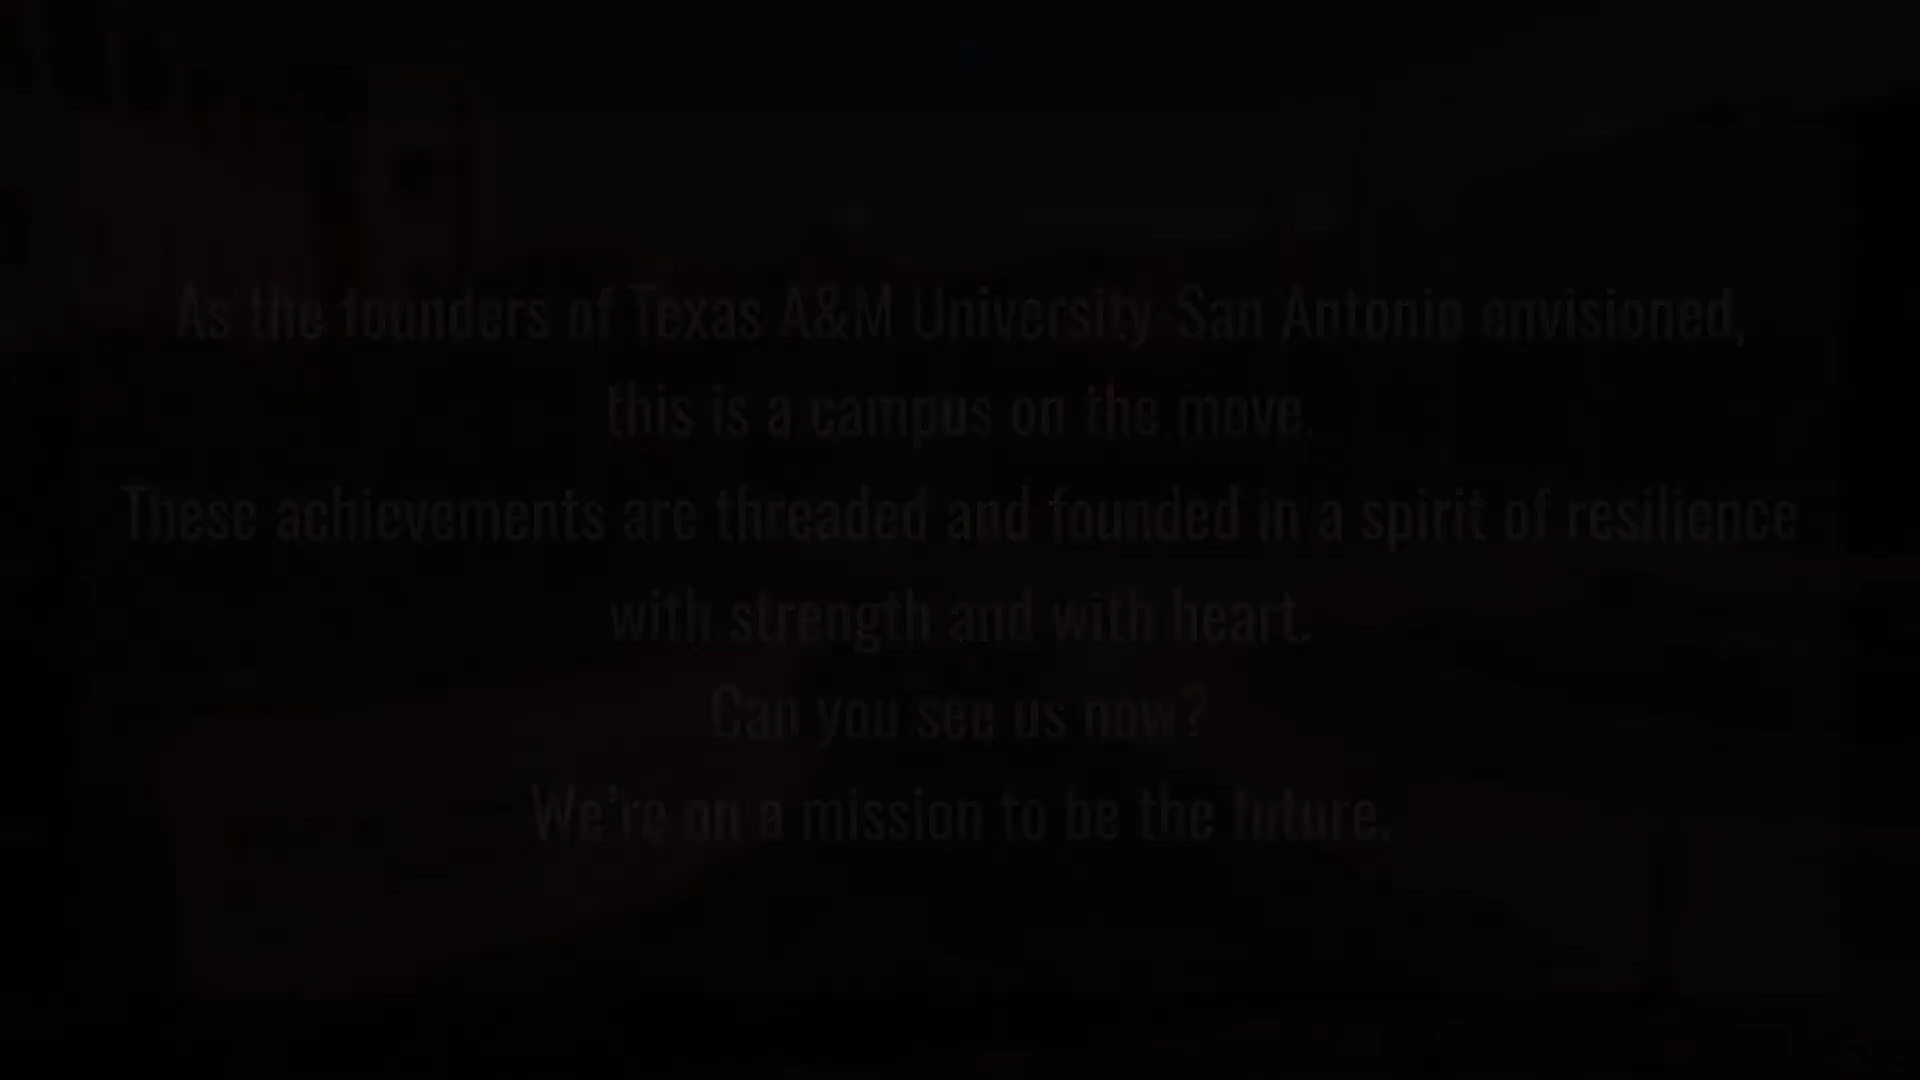 As the founders of Texas A&M University-San Antonio envisioned,
this is a campus on the move.
These achievements are threaded and founded in a spirit of resilience
with strength and with heart.
Can you see us now?
We're on a mission to be the future.